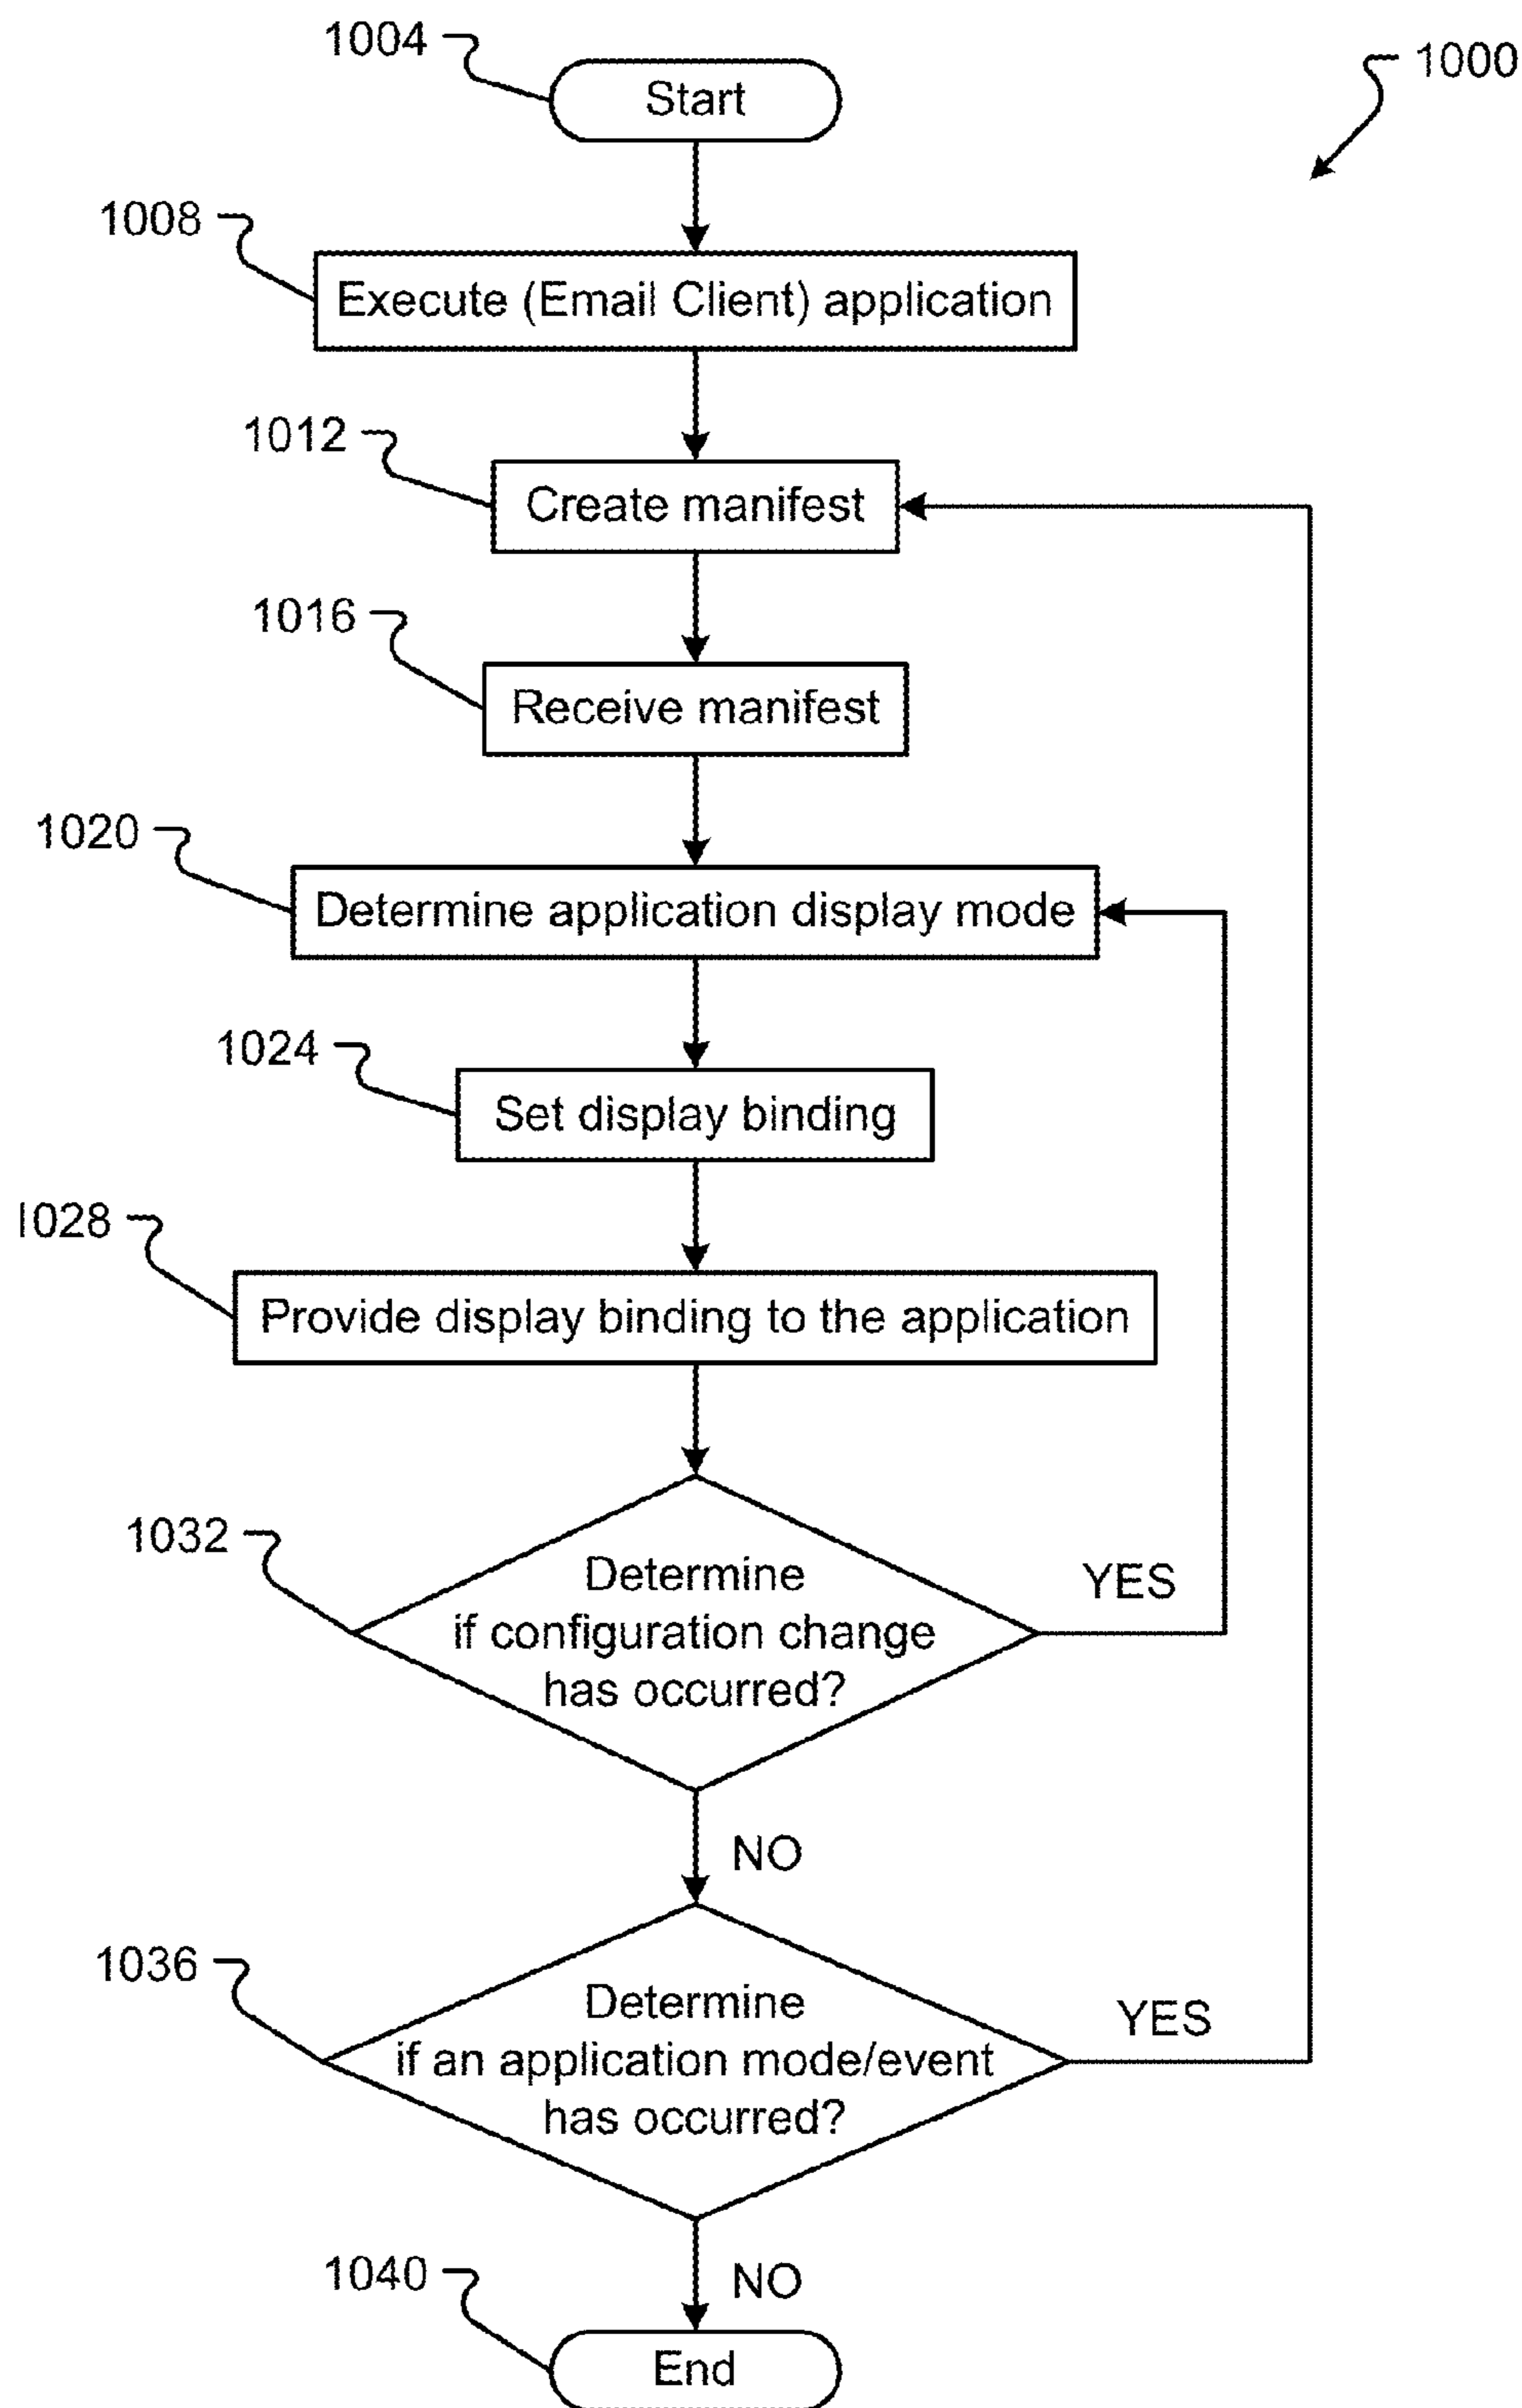 1004
Start
1000
1008
Execute (Email Client) application
1012
Create manifest
1016
Receive manifest
1020
Determine application display mode
1024
Set display binding
1028
Provide display binding to the application
1032
Determine
if configuration change
has occurred?
YES
NO
1036
Determine
if an application mode/event
has occurred?
YES
NO
1040
End